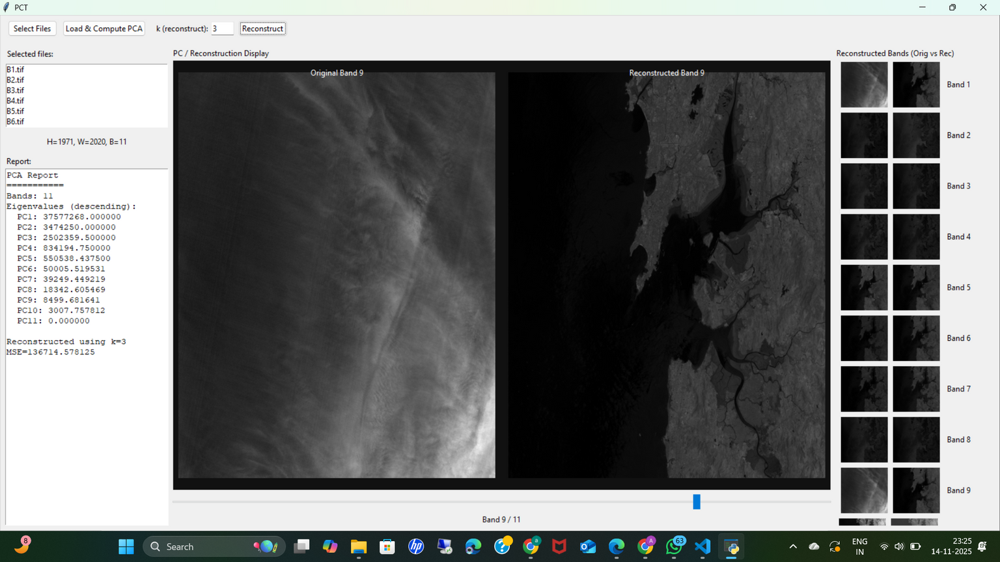 PCT
Select Files
Load & Compute PCA
k (reconstruct):
3
Reconstruct
Selected files:
B1.tif
B2.tif
B3.tif
B4.tif
B5.tif
B6.tif
H=1971, W=2020, B=11
Report:
PCA Report
===========
Bands: 11
Eigenvalues (descending):
PC1: 37577268.000000
PC2: 3474250.000000
PC3: 2502359.500000
PC4: 834194.750000
PC5: 550538.437500
PC6: 50005.519531
PC7: 39249.449219
PC8: 18342.605469
PC9: 8499.681641
PC10: 3007.757812
PC11: 0.000000
Reconstructed using k=3
MSE=136714.578125
PC / Reconstruction Display
Original Band 9
Reconstructed Band 9
Band 9 / 11
Reconstructed Bands (Orig vs Rec)
Band 1
Band 2
Band 3
Band 4
Band 5
Band 6
Band 7
Band 8
Band 9
8
Search
hp
a
A
63
ENG
IN
23:25
14-11-2025